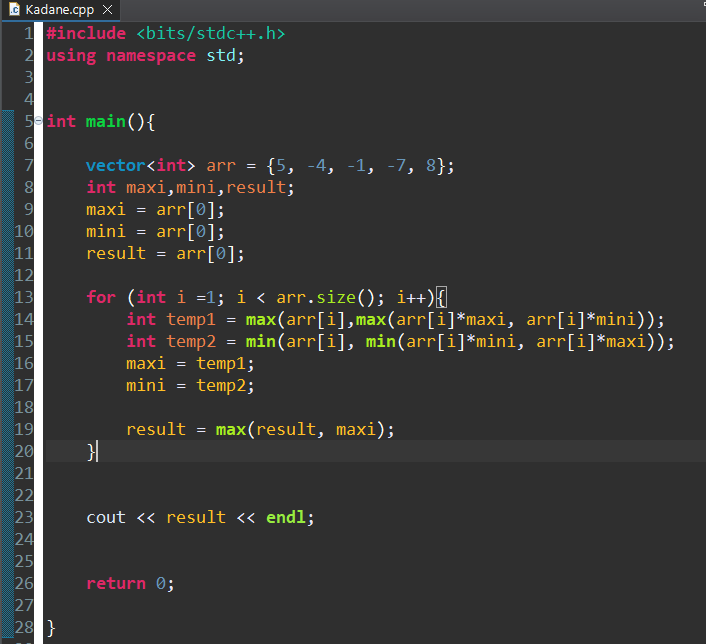 Kadane.cpp
1 #include <bits/stdc++.h>
2 using namespace std;
3
4
5 int main(){
6
7     vector<int> arr = {5, -4, -1, -7, 8};
8     int maxi,mini,result;
9     maxi = arr[0];
10     mini = arr[0];
11     result = arr[0];
12
13     for (int i =1; i < arr.size(); i++){
14         int temp1 = max(arr[i],max(arr[i]*maxi, arr[i]*mini));
15         int temp2 = min(arr[i], min(arr[i]*mini, arr[i]*maxi));
16         maxi = temp1;
17         mini = temp2;
18
19         result = max(result, maxi);
20     }
21
22
23     cout << result << endl;
24
25
26     return 0;
27
28 }